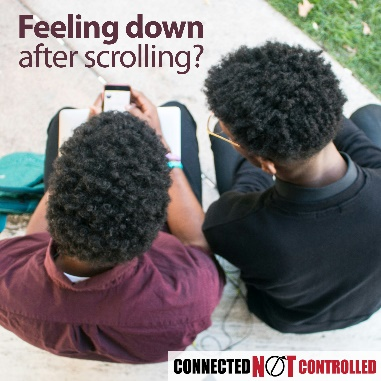 Feeling down
after scrolling?
CONNECTED NOT CONTROLLED